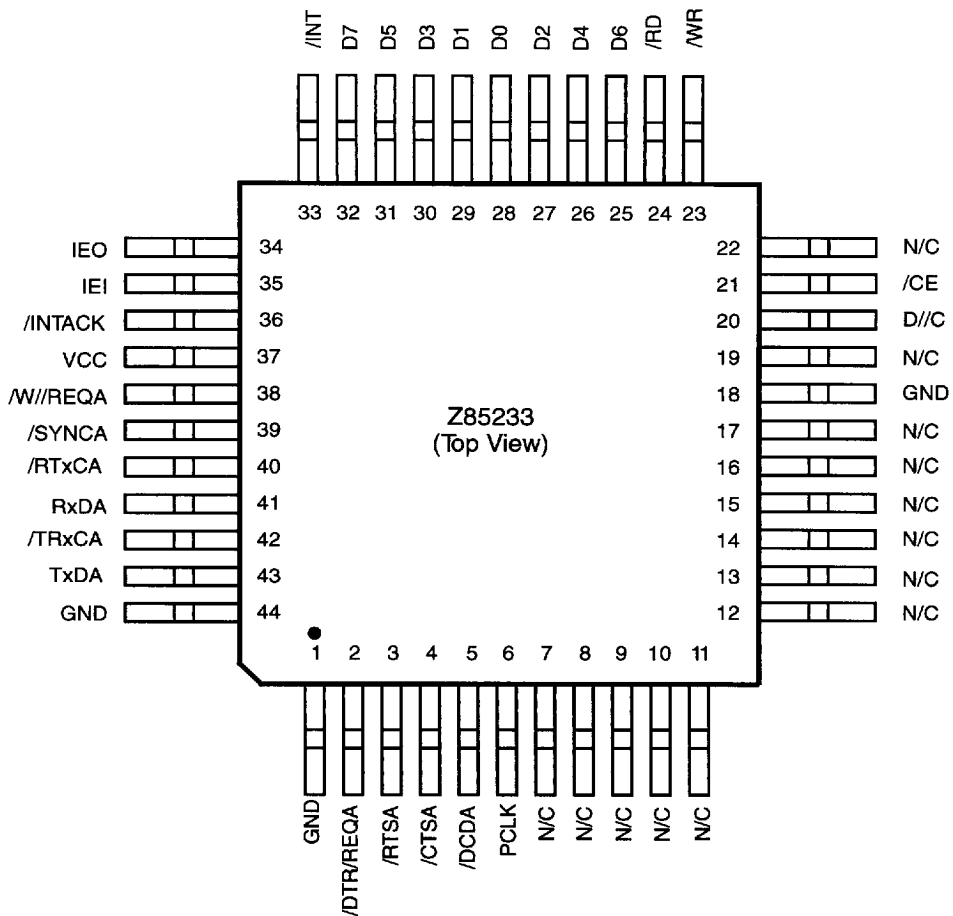 /INT D7 D5 D3 D1 D0 D2 D4 D6 /RD /WR
33 32 31 30 29 28 27 26 25 24 23
IEO 34 22 N/C
IEI 35 21 /CE
/INTACK 36 20 D//C
VCC 37 19 N/C
/W//REQA 38 18 GND
/SYNCA 39 17 N/C
/RTxCA 40 16 N/C
RxDA 41 15 N/C
/TRxCA 42 14 N/C
TxDA 43 13 N/C
GND 44 12 N/C
Z85233
(Top View)
1 2 3 4 5 6 7 8 9 10 11
GND /DTR/REQA /RTSA /CTSA /DCDA PCLK N/C N/C N/C N/C N/C